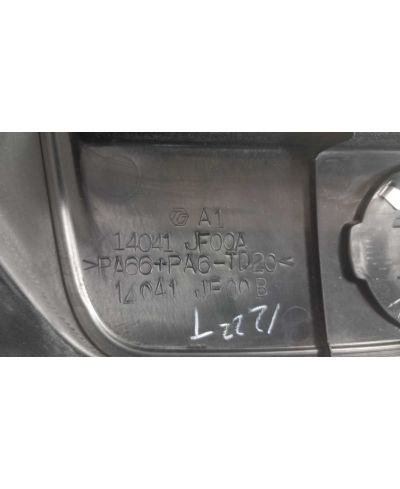 A1
14041 JF00A
>PA66+PA6-TD20<
14041 JF00B
1222T